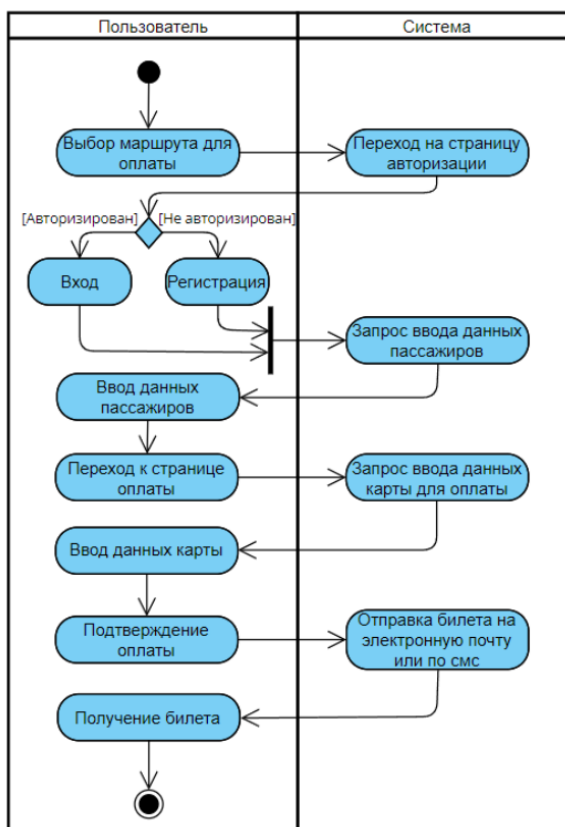 Пользователь
Система
Выбор маршрута для
оплаты
Переход на страницу
авторизации
[Авторизирован]
[Не авторизирован]
Вход
Регистрация
Запрос ввода данных
пассажиров
Ввод данных
пассажиров
Переход к странице
оплаты
Запрос ввода данных
карты для оплаты
Ввод данных карты
Подтверждение
оплаты
Отправка билета на
электронную почту
или по смс
Получение билета